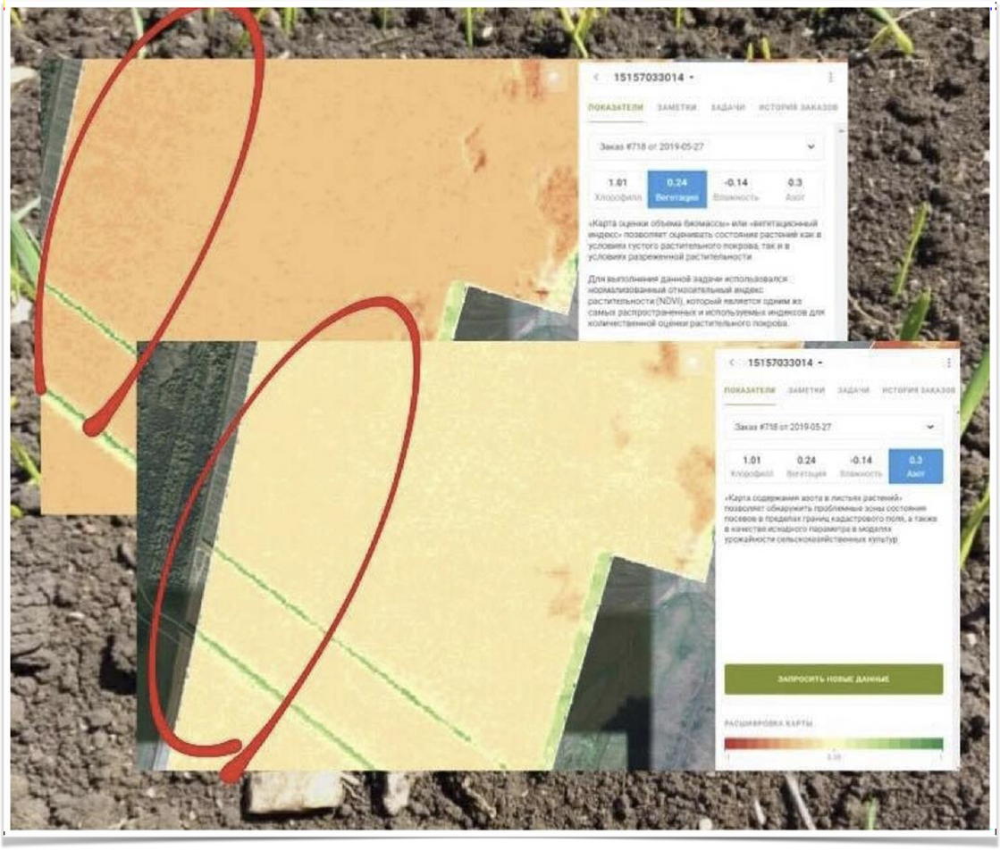 15157033014
ПОКАЗАТЕЛИ ЗАМЕТКИ ЗАДАЧИ ИСТОРИЯ ЗАКАЗОВ
Заказ #718 от 2019-05-27
1.01 0.24 -0.14 0.3
Хлорофилл Вегетация Влажность Азот
«Карта оценки объема биомассы» или «вегетационный
индекс» позволяет оценивать состояние растений как в
условиях густого растительного покрова, так и в
условиях разреженной растительности
Для выполнения данной задачи использовался
нормализованный относительный индекс
растительности (NDVI), который является одним из
самых распространенных и используемых индексов для
количественной оценки растительного покрова.
15157033014
ПОКАЗАТЕЛИ ЗАМЕТКИ ЗАДАЧИ ИСТОРИЯ ЗАКАЗОВ
Заказ #718 от 2019-05-27
1.01 0.24 -0.14 0.3
Хлорофилл Вегетация Влажность Азот
«Карта содержания азота в листьях растений»
позволяет обнаружить проблемные зоны состояния
посевов в пределах границ кадастрового поля, а также
в качестве исходного параметра в моделях
урожайности сельскохозяйственных культур
ЗАПРОСИТЬ НОВЫЕ ДАННЫЕ
РАСШИФРОВКА КАРТЫ